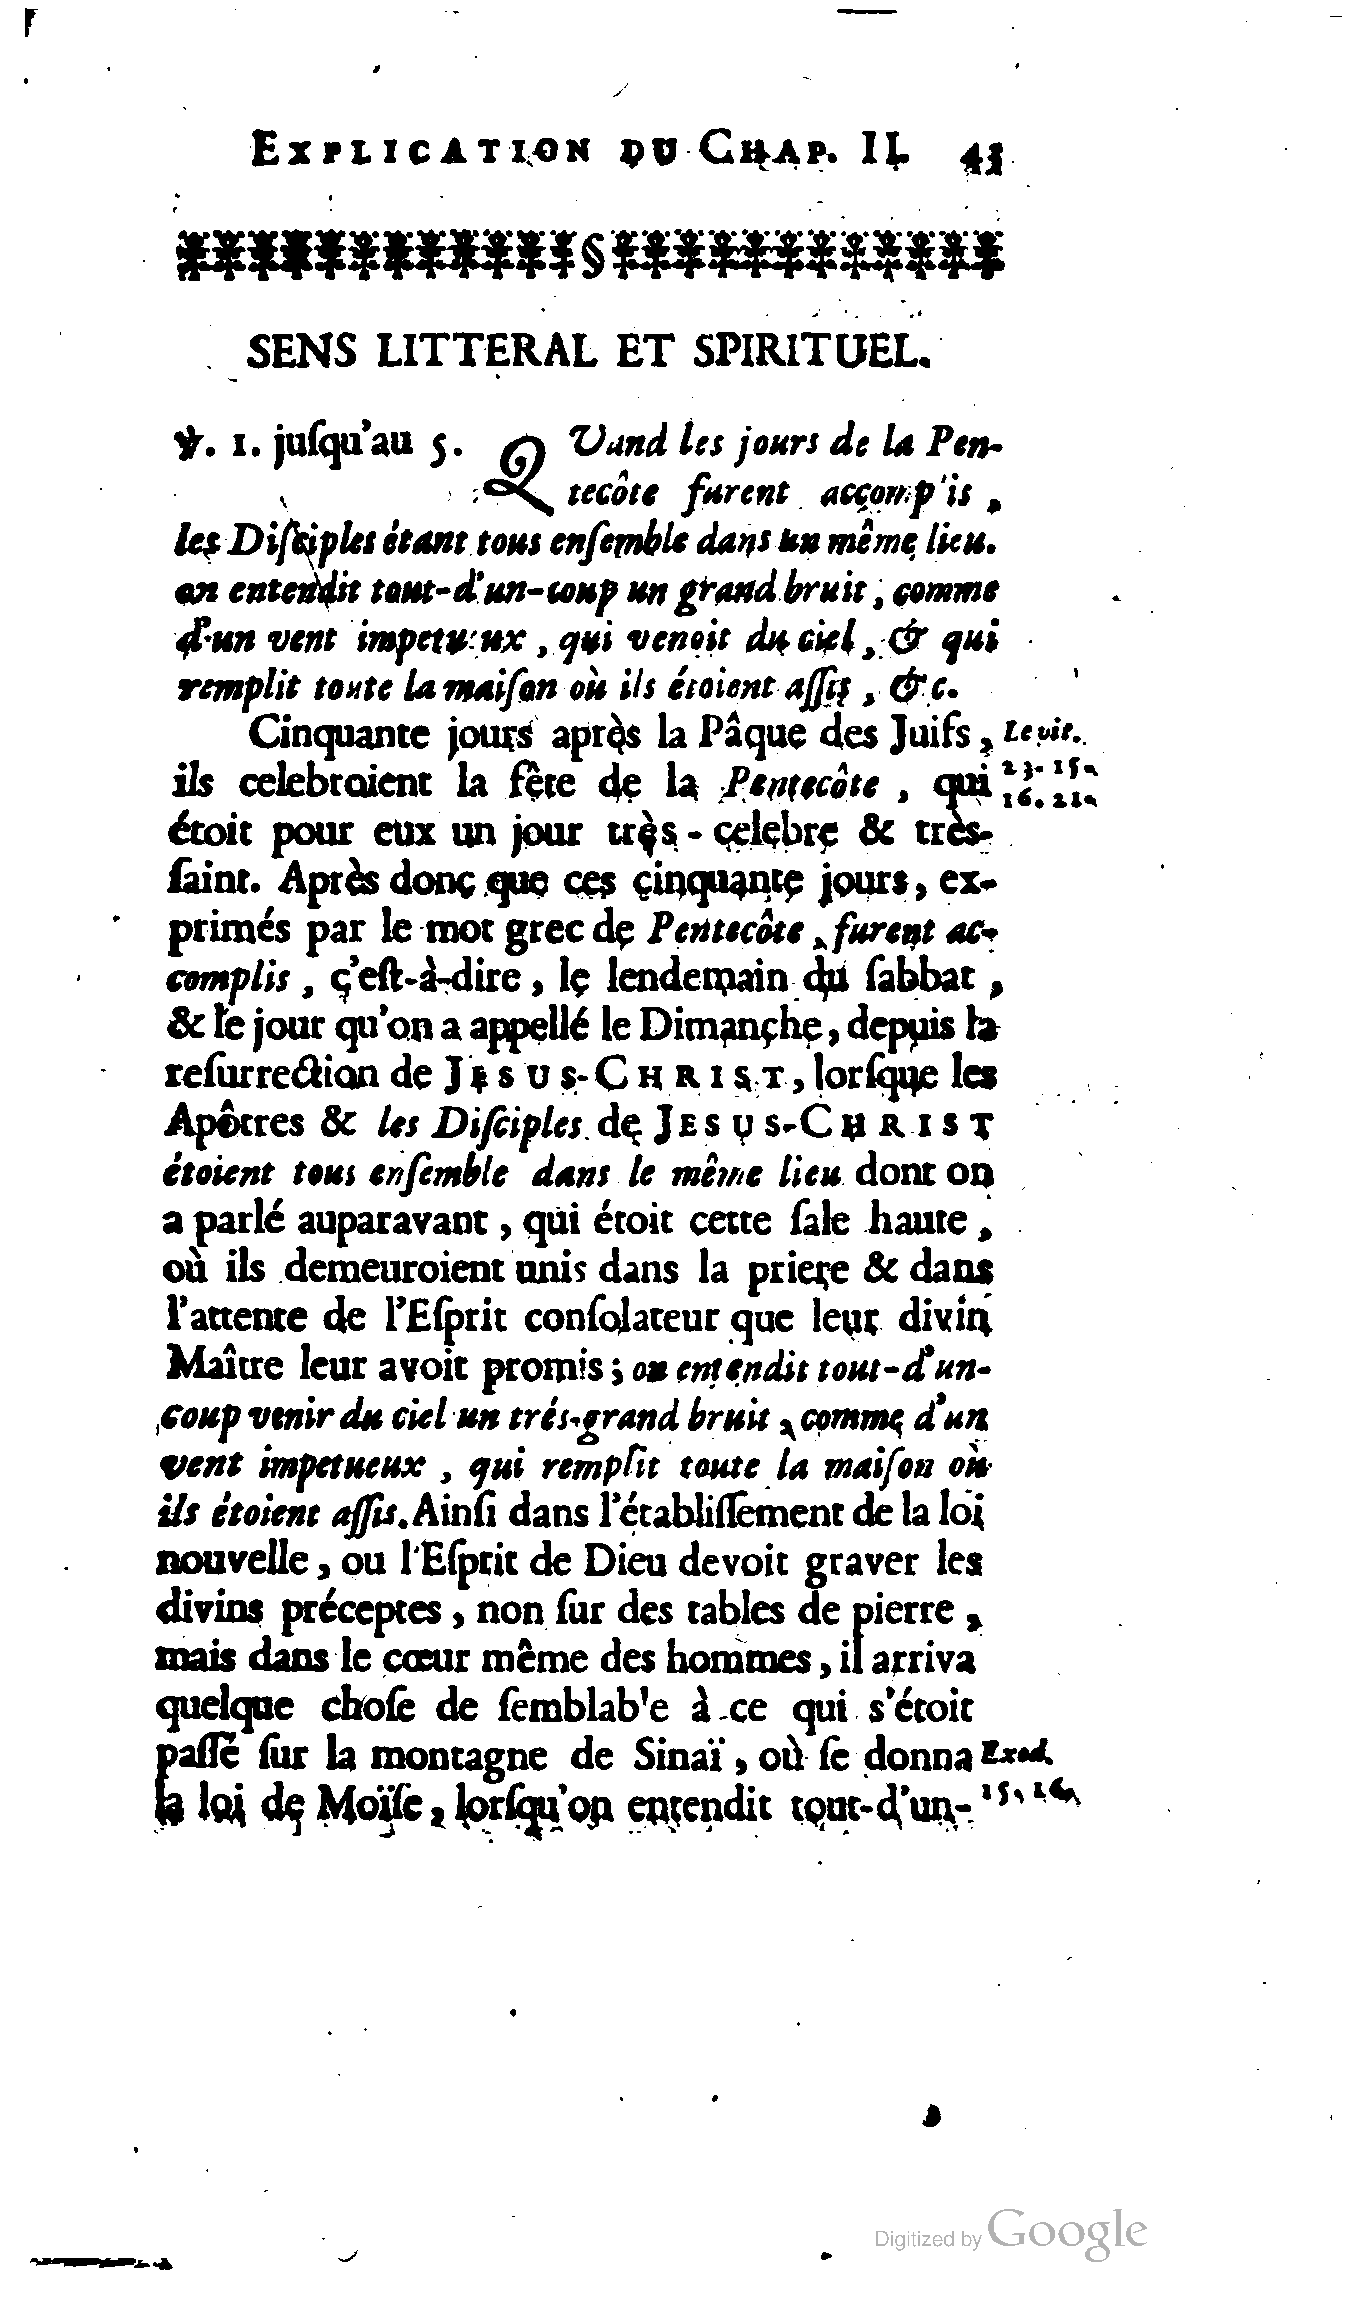 EXPLICATION DU CHAP. II. 43
SENS LITTERAL ET SPIRITUEL.
℣. 1. juſqu'au 5. QUand les jours de la Pen-
tecôte furent accomplis,
les Diſciples étant tous enſemble dans un même lieu.
on entendit tout-d'un-coup un grand bruit, comme
d'un vent impetueux, qui venoit du ciel, & qui
remplit toute la maiſon où ils étoient aſſis, &c.
Cinquante jours après la Pâque des Juifs, Levit.
ils celebroient la fête de la Pentecôte, qui 23. 15.
16. 21.
étoit pour eux un jour très-celebre & très-
ſaint. Après donc que ces cinquante jours, ex-
primés par le mot grec de Pentecôte, furent ac-
complis, c'eſt-à-dire, le lendemain du ſabbat,
& le jour qu'on a appellé le Dimanche, depuis la
reſurrection de JESUS-CHRIST, lorſque les
Apôtres & les Diſciples de JESUS-CHRIST
étoient tous enſemble dans le même lieu dont on
a parlé auparavant, qui étoit cette ſale haute,
où ils demeuroient unis dans la priere & dans
l'attente de l'Eſprit conſolateur que leur divin
Maître leur avoit promis; on entendit tout-d'un-
coup venir du ciel un trés-grand bruit, comme d'un
vent impetueux, qui remplit toute la maiſon où
ils étoient aſſis. Ainſi dans l'établiſſement de la loi
nouvelle, ou l'Eſprit de Dieu devoit graver les
divins préceptes, non ſur des tables de pierre,
mais dans le cœur même des hommes, il arriva
quelque choſe de ſemblable à ce qui s'étoit
paſſé ſur la montagne de Sinaï, où ſe donna Exod.
la loi de Moïſe, lorſqu'on entendit tout-d'un- 15. 16.
Digitized by Google